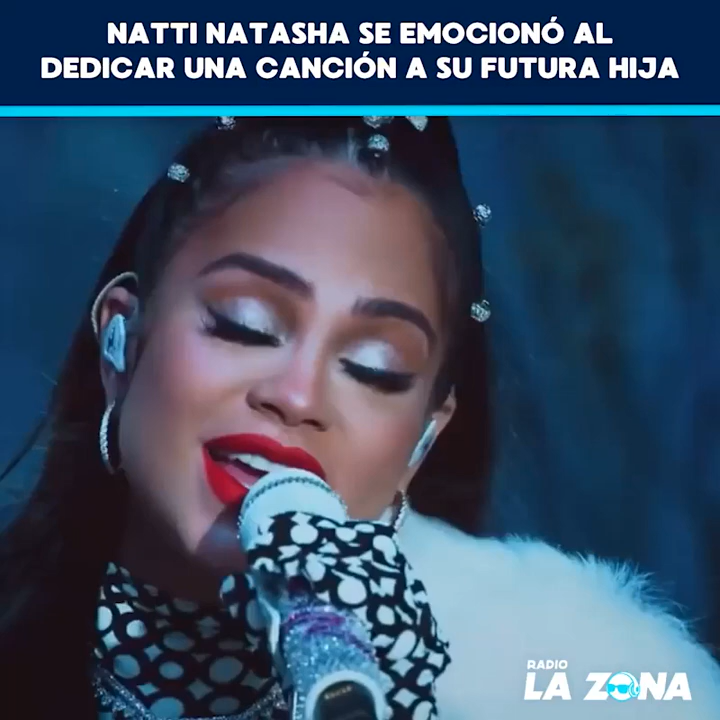 NATTI NATASHA SE EMOCIONÓ AL
DEDICAR UNA CANCIÓN A SU FUTURA HIJA
RADIO
LA ZONA